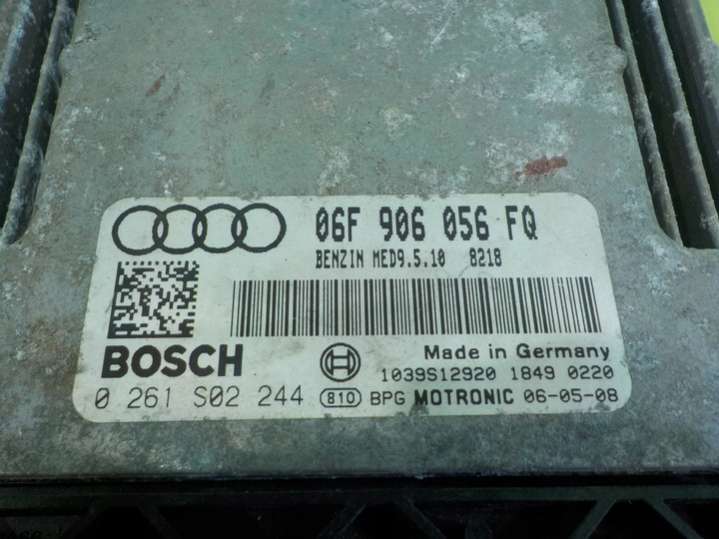 06F 906 056 FQ
BENZIN MED9.5.10 8218
BOSCH
Made in Germany
1039S12920 1849 0220
0 261 S02 244 810 BPG MOTRONIC 06-05-08